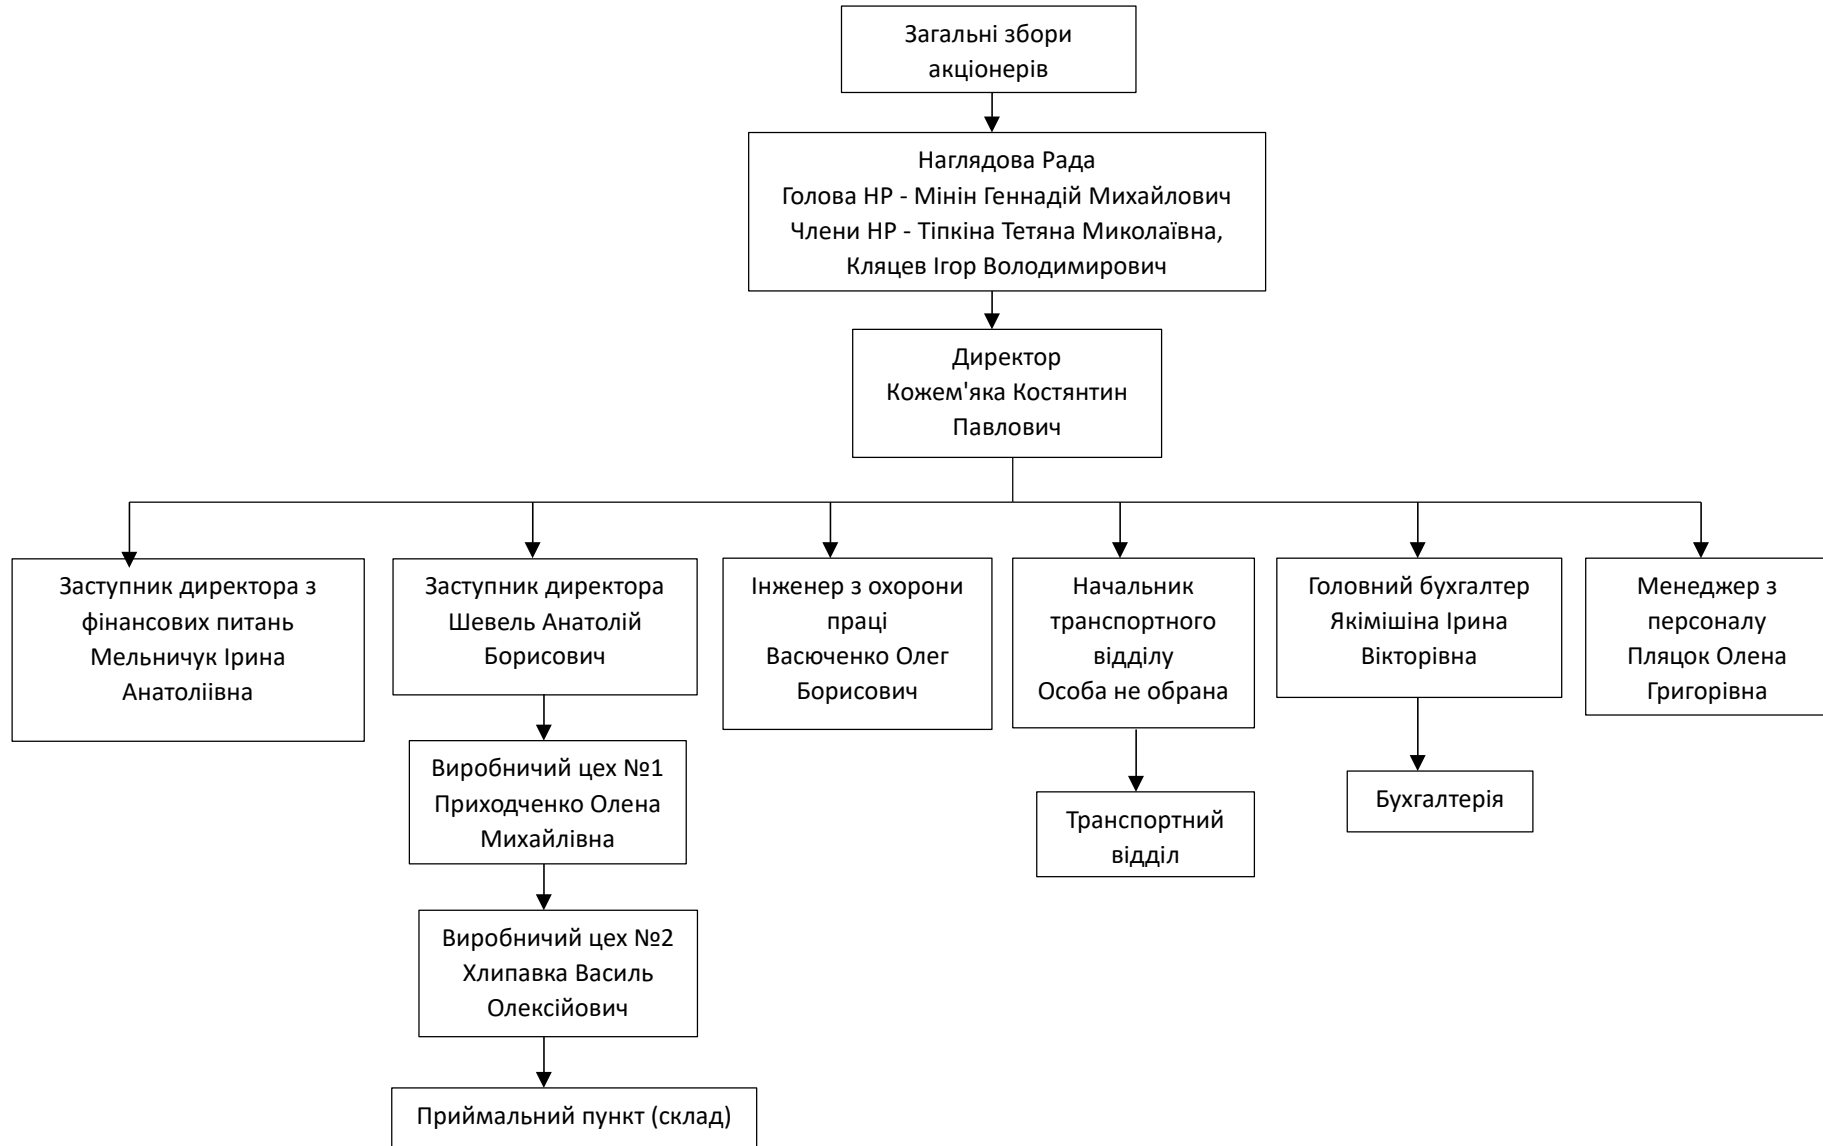 Загальні збори
акціонерів
Наглядова Рада
Голова НР - Мінін Геннадій Михайлович
Члени НР - Тіпкіна Тетяна Миколаївна,
Кляцев Ігор Володимирович
Директор
Кожем'яка Костянтин
Павлович
Заступник директора з
фінансових питань
Мельничук Ірина
Анатоліівна
Заступник директора
Шевель Анатолій
Борисович
Інженер з охорони
праці
Васюченко Олег
Борисович
Начальник
транспортного
відділу
Особа не обрана
Головний бухгалтер
Якімішіна Ірина
Вікторівна
Менеджер з
персоналу
Пляцок Олена
Григорівна
Виробничий цех №1
Приходченко Олена
Михайлівна
Транспортний
відділ
Бухгалтерія
Виробничий цех №2
Хлипавка Василь
Олексійович
Приймальний пункт (склад)